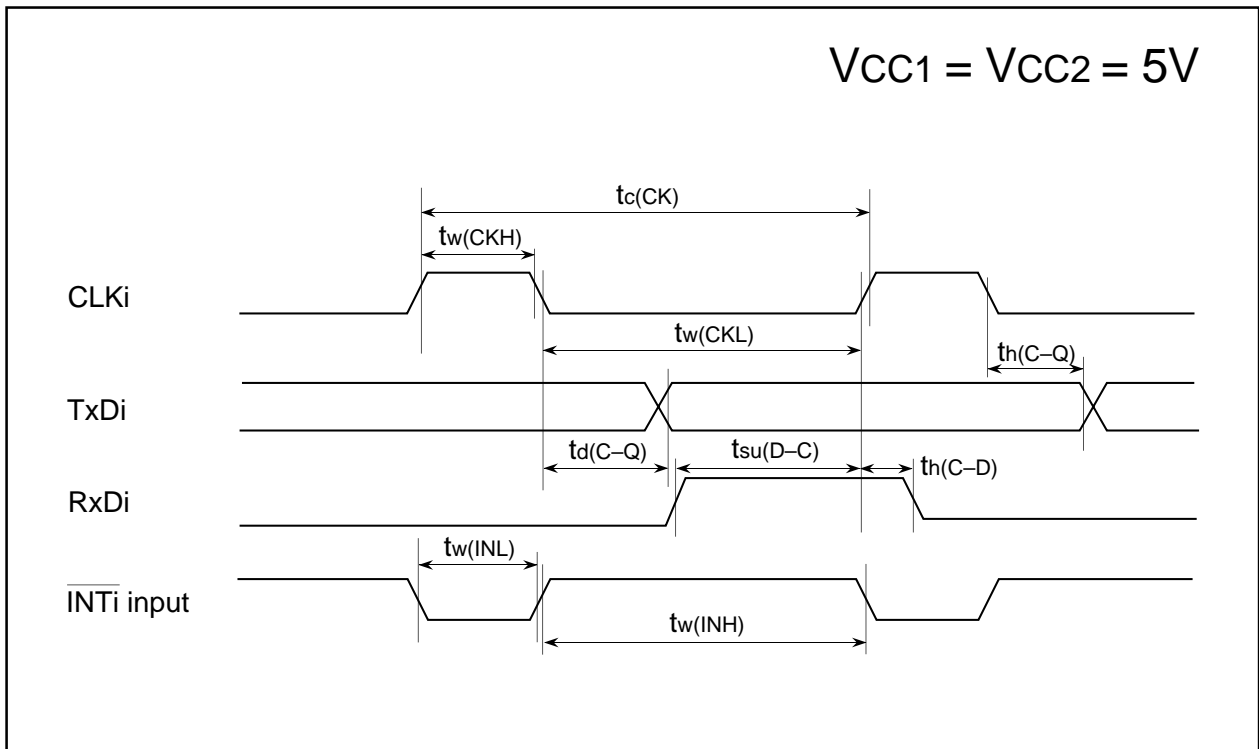 VCC1 = VCC2 = 5V
tc(CK)
tw(CKH)
CLKi
tw(CKL)
th(C–Q)
TxDi
td(C–Q)
tsu(D–C)
th(C–D)
RxDi
tw(INL)
INTi input
tw(INH)